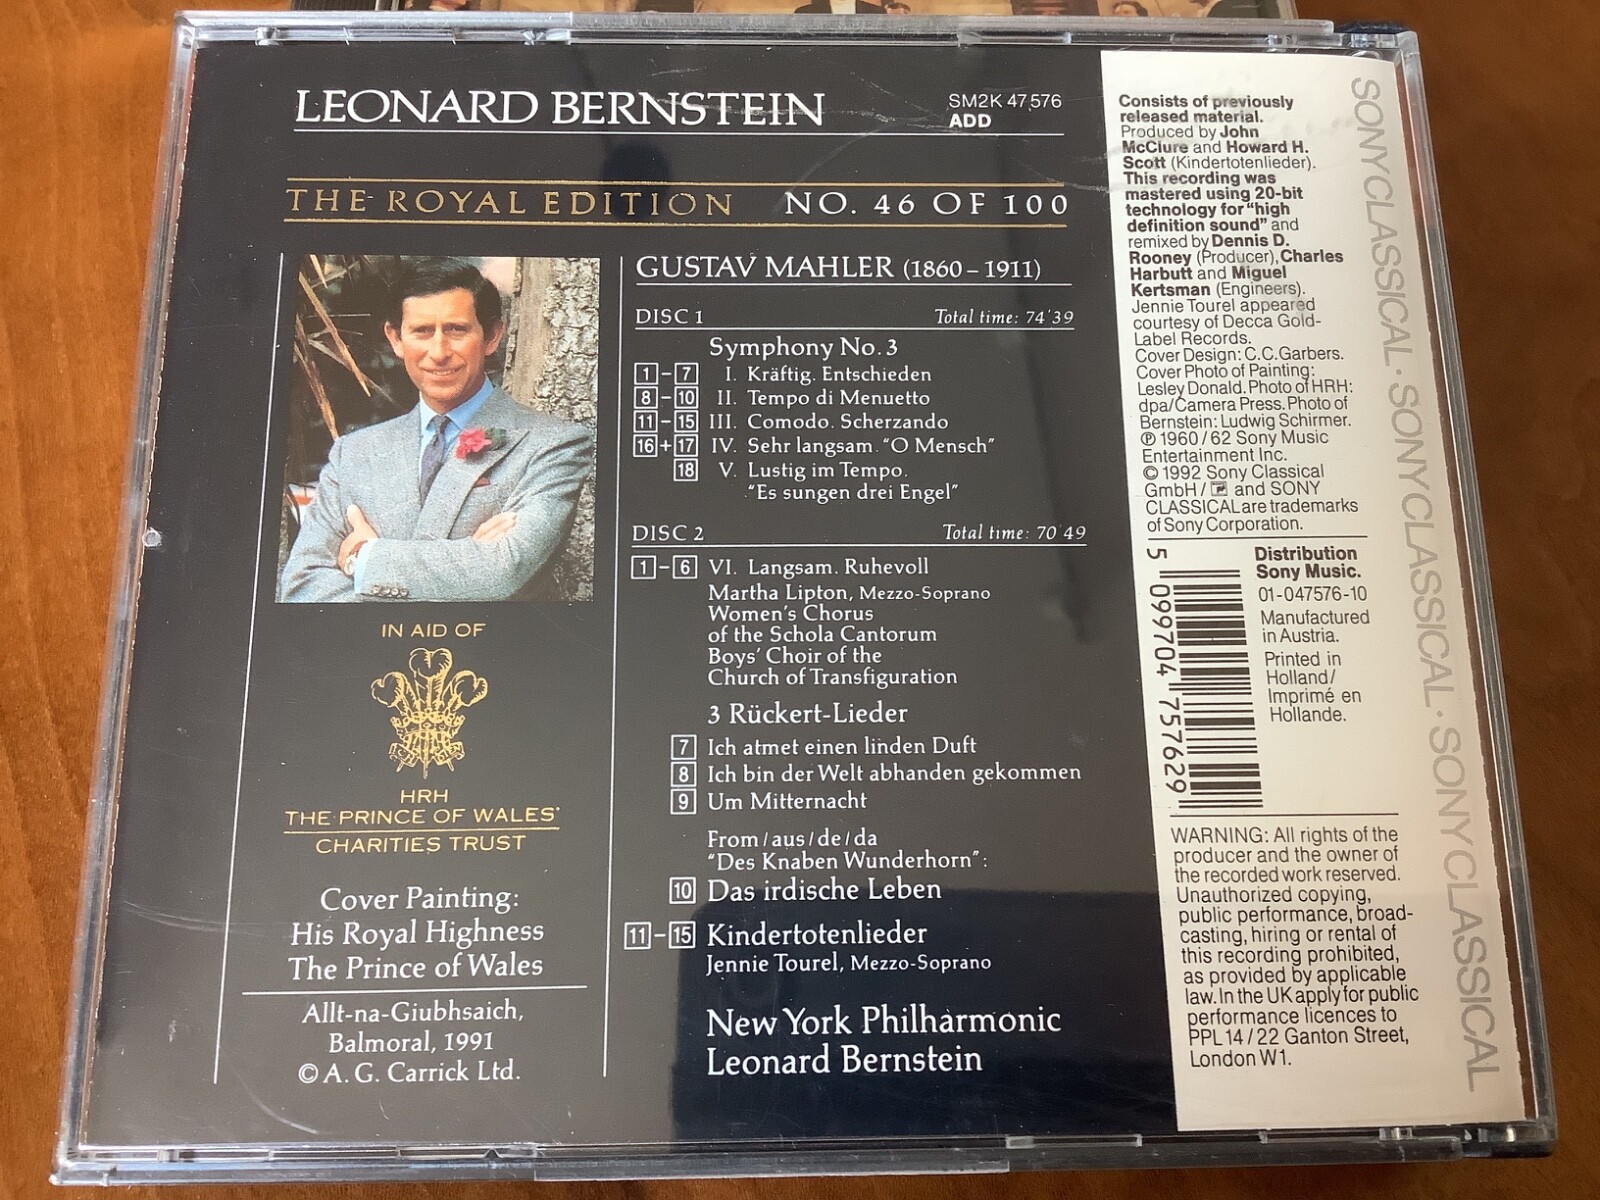 LEONARD BERNSTEIN
SM2K 47 576
ADD
THE ROYAL EDITION NO. 46 OF 100
GUSTAV MAHLER (1860–1911)
DISC 1 Total time: 74'39
Symphony No. 3
1–7 I. Kräftig. Entschieden
8–10 II. Tempo di Menuetto
11–15 III. Comodo. Scherzando
16+17 IV. Sehr langsam. "O Mensch"
18 V. Lustig im Tempo.
"Es sungen drei Engel"
DISC 2 Total time: 70'49
1–6 VI. Langsam. Ruhevoll
Martha Lipton, Mezzo-Soprano
Women's Chorus
of the Schola Cantorum
Boys' Choir of the
Church of Transfiguration
3 Rückert-Lieder
7 Ich atmet einen linden Duft
8 Ich bin der Welt abhanden gekommen
9 Um Mitternacht
From/aus/de/da
"Des Knaben Wunderhorn":
10 Das irdische Leben
11–15 Kindertotenlieder
Jennie Tourel, Mezzo-Soprano
New York Philharmonic
Leonard Bernstein
IN AID OF
HRH
THE PRINCE OF WALES'
CHARITIES TRUST
Cover Painting:
His Royal Highness
The Prince of Wales
Allt-na-Giubhsaich,
Balmoral, 1991
© A. G. Carrick Ltd.
Consists of previously
released material.
Produced by John
McClure and Howard H.
Scott (Kindertotenlieder).
This recording was
mastered using 20-bit
technology for "high
definition sound" and
remixed by Dennis D.
Rooney (Producer), Charles
Harbutt and Miguel
Kertsman (Engineers).
Jennie Tourel appeared
courtesy of Decca Gold-
Label Records.
Cover Design: C.C.Garbers.
Cover Photo of Painting:
Lesley Donald. Photo of HRH:
dpa/Camera Press. Photo of
Bernstein: Ludwig Schirmer.
℗ 1960/62 Sony Music
Entertainment Inc.
© 1992 Sony Classical
GmbH/ and SONY
CLASSICAL are trademarks
of Sony Corporation.
5 099704 757629
Distribution
Sony Music.
01-047576-10
Manufactured
in Austria.
Printed in
Holland/
Imprimé en
Hollande.
WARNING: All rights of the
producer and the owner of
the recorded work reserved.
Unauthorized copying,
public performance, broad-
casting, hiring or rental of
this recording prohibited,
as provided by applicable
law. In the UK apply for public
performance licences to
PPL 14/22 Ganton Street,
London W1.
SONY CLASSICAL · SONY CLASSICAL · SONY CLASSICAL